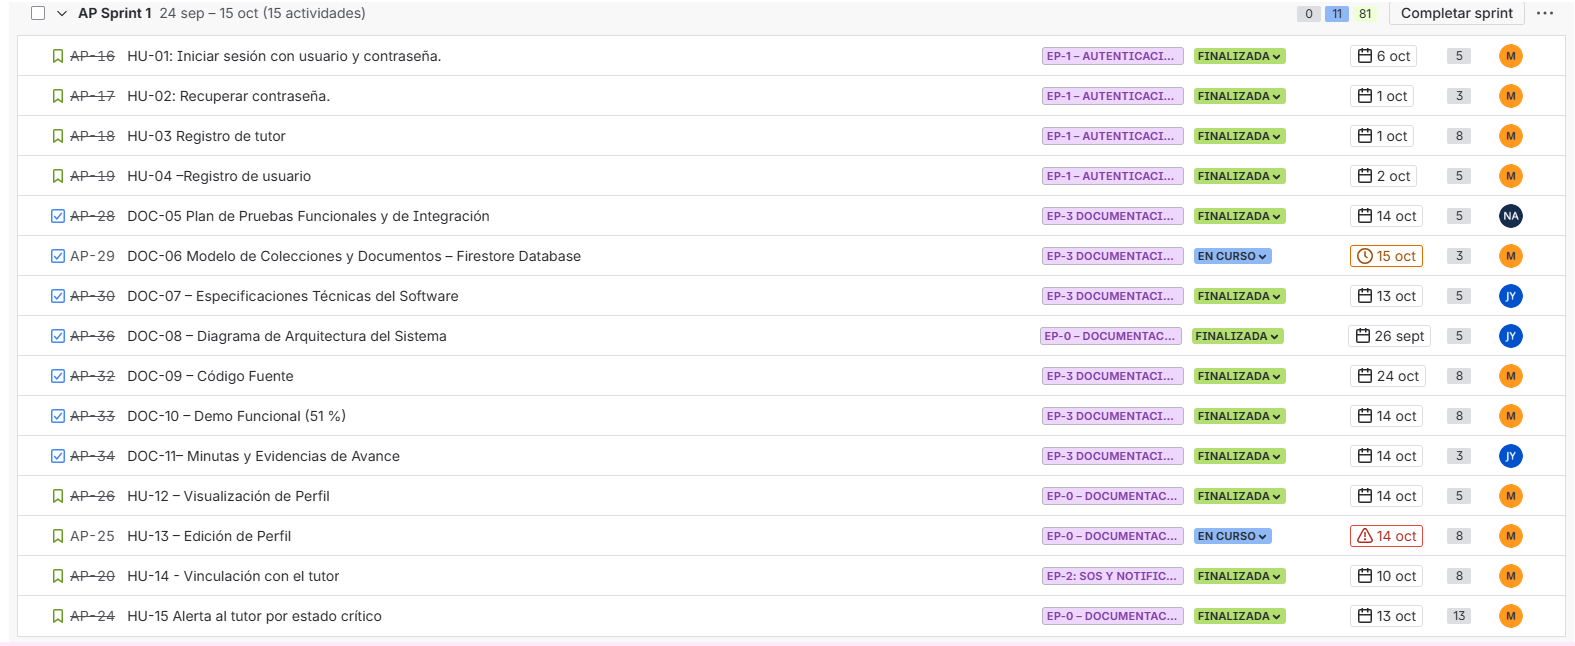 AP Sprint 1 24 sep – 15 oct (15 actividades) 0 11 81 Completar sprint
AP-16 HU-01: Iniciar sesión con usuario y contraseña. EP-1 – AUTENTICACI... FINALIZADA 6 oct 5 M
AP-17 HU-02: Recuperar contraseña. EP-1 – AUTENTICACI... FINALIZADA 1 oct 3 M
AP-18 HU-03 Registro de tutor EP-1 – AUTENTICACI... FINALIZADA 1 oct 8 M
AP-19 HU-04 –Registro de usuario EP-1 – AUTENTICACI... FINALIZADA 2 oct 5 M
AP-28 DOC-05 Plan de Pruebas Funcionales y de Integración EP-3 DOCUMENTACI... FINALIZADA 14 oct 5 NA
AP-29 DOC-06 Modelo de Colecciones y Documentos – Firestore Database EP-3 DOCUMENTACI... EN CURSO 15 oct 3 M
AP-30 DOC-07 – Especificaciones Técnicas del Software EP-3 DOCUMENTACI... FINALIZADA 13 oct 5 JY
AP-36 DOC-08 – Diagrama de Arquitectura del Sistema EP-0 – DOCUMENTAC... FINALIZADA 26 sept 5 JY
AP-32 DOC-09 – Código Fuente EP-3 DOCUMENTACI... FINALIZADA 24 oct 8 M
AP-33 DOC-10 – Demo Funcional (51 %) EP-3 DOCUMENTACI... FINALIZADA 14 oct 8 M
AP-34 DOC-11– Minutas y Evidencias de Avance EP-3 DOCUMENTACI... FINALIZADA 14 oct 3 JY
AP-26 HU-12 – Visualización de Perfil EP-0 – DOCUMENTAC... FINALIZADA 14 oct 5 M
AP-25 HU-13 – Edición de Perfil EP-0 – DOCUMENTAC... EN CURSO 14 oct 8 M
AP-20 HU-14 - Vinculación con el tutor EP-2: SOS Y NOTIFIC... FINALIZADA 10 oct 8 M
AP-24 HU-15 Alerta al tutor por estado crítico EP-0 – DOCUMENTAC... FINALIZADA 13 oct 13 M